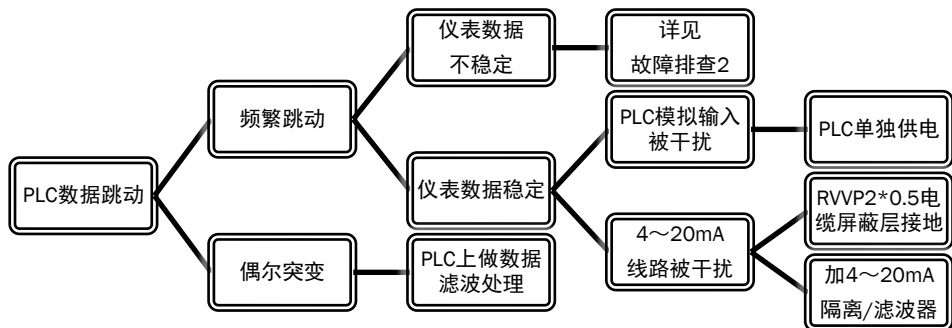 仪表数据
不稳定
详见
故障排查2
频繁跳动
PLC模拟输入
被干扰
PLC单独供电
PLC数据跳动
仪表数据稳定
RVVP2*0.5电
缆屏蔽层接地
4～20mA
线路被干扰
偶尔突变
PLC上做数据
滤波处理
加4～20mA
隔离/滤波器